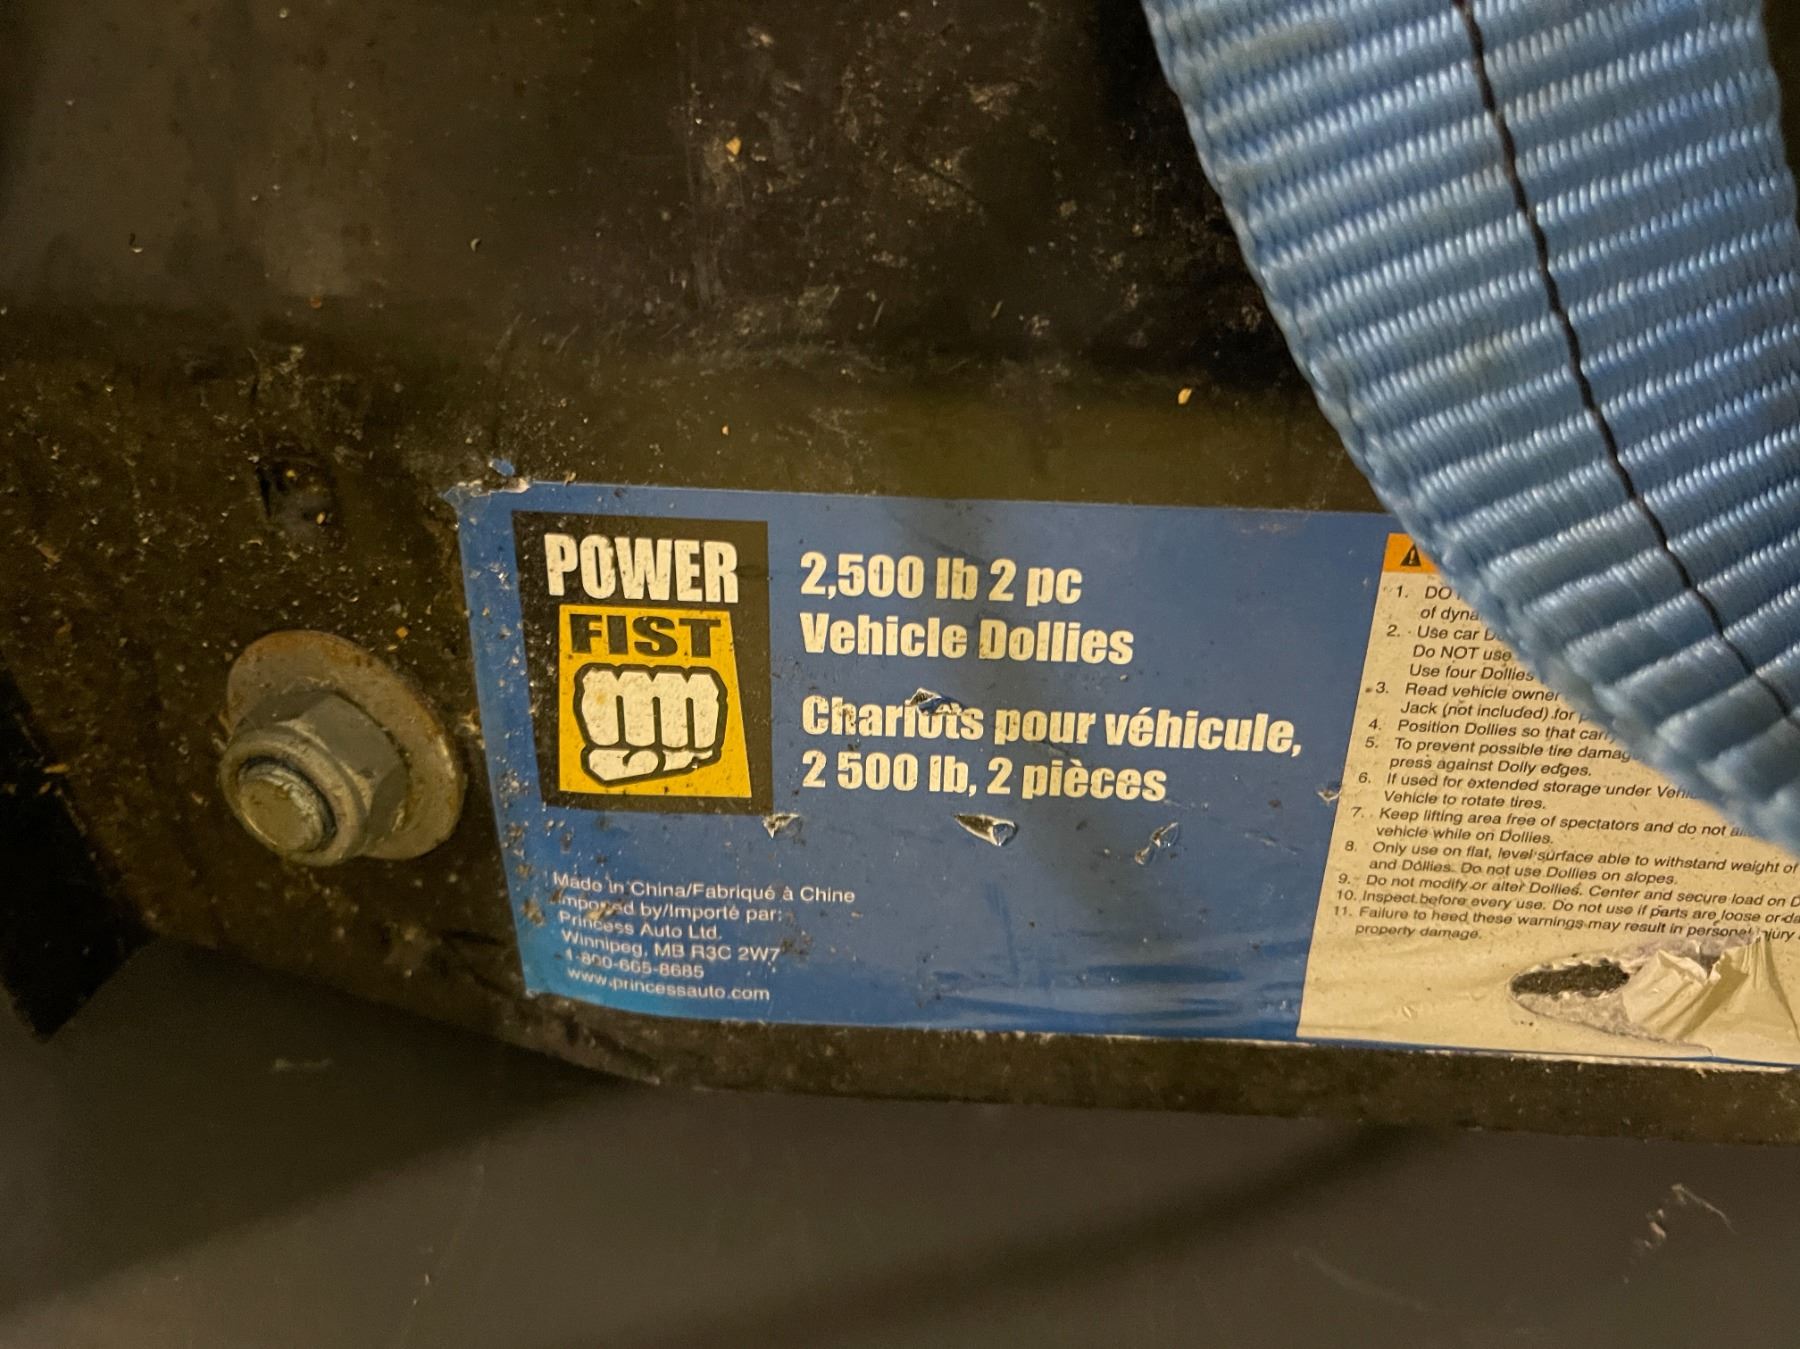 POWER
FIST
2,500 lb 2 pc
Vehicle Dollies
Chariots pour véhicule,
2 500 lb, 2 pièces
Made in China/Fabriqué à Chine
Imported by/Importé par:
Princess Auto Ltd.
Winnipeg, MB R3C 2W7
1-800-665-8685
www.princessauto.com
1. DO
of dyna
2. Use car
Do NOT use
Use four Dollies
3. Read vehicle owner
Jack (not included) for
4. Position Dollies so that
5. To prevent possible tire
press against Dolly edges.
6. If used for extended storage under
Vehicle to rotate tires.
7. Keep lifting area free of spectators and do not
vehicle while on Dollies.
8. Only use on flat, level surface able to withstand weight of
and Dollies. Do not use Dollies on slopes.
9. Do not modify or alter Dollies. Center and secure load on
10. Inspect before every use. Do not use if parts are loose or
11. Failure to heed these warnings may result in personal injury
property damage.